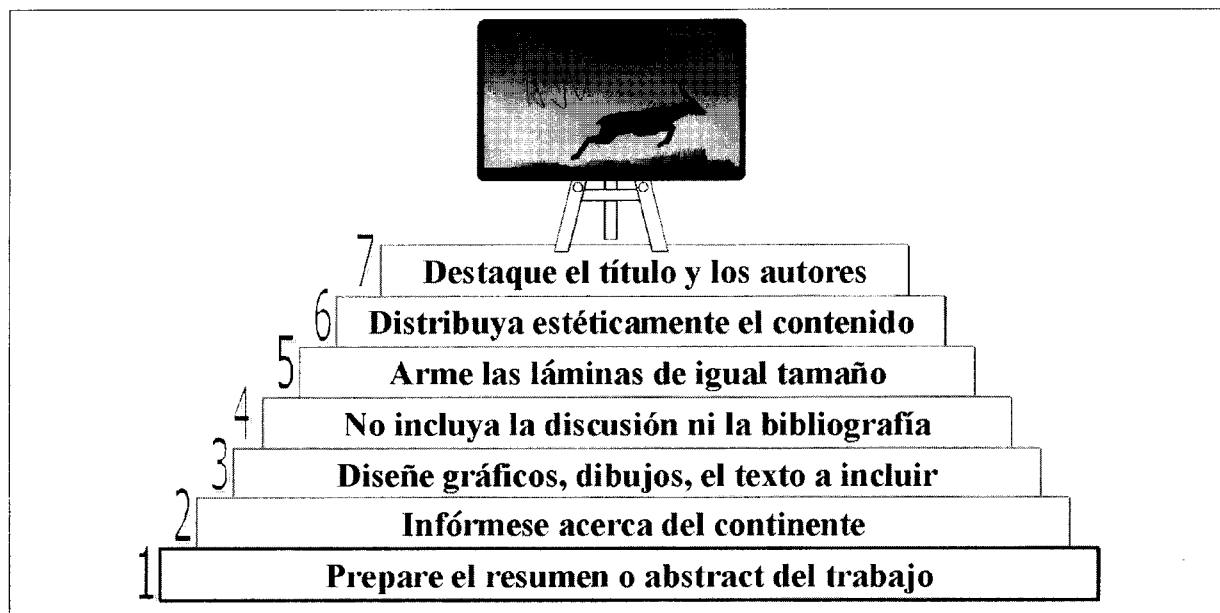 7 Destaque el título y los autores
6 Distribuya estéticamente el contenido
5 Arme las láminas de igual tamaño
4 No incluya la discusión ni la bibliografía
3 Diseñe gráficos, dibujos, el texto a incluir
2 Infórmese acerca del continente
1 Prepare el resumen o abstract del trabajo